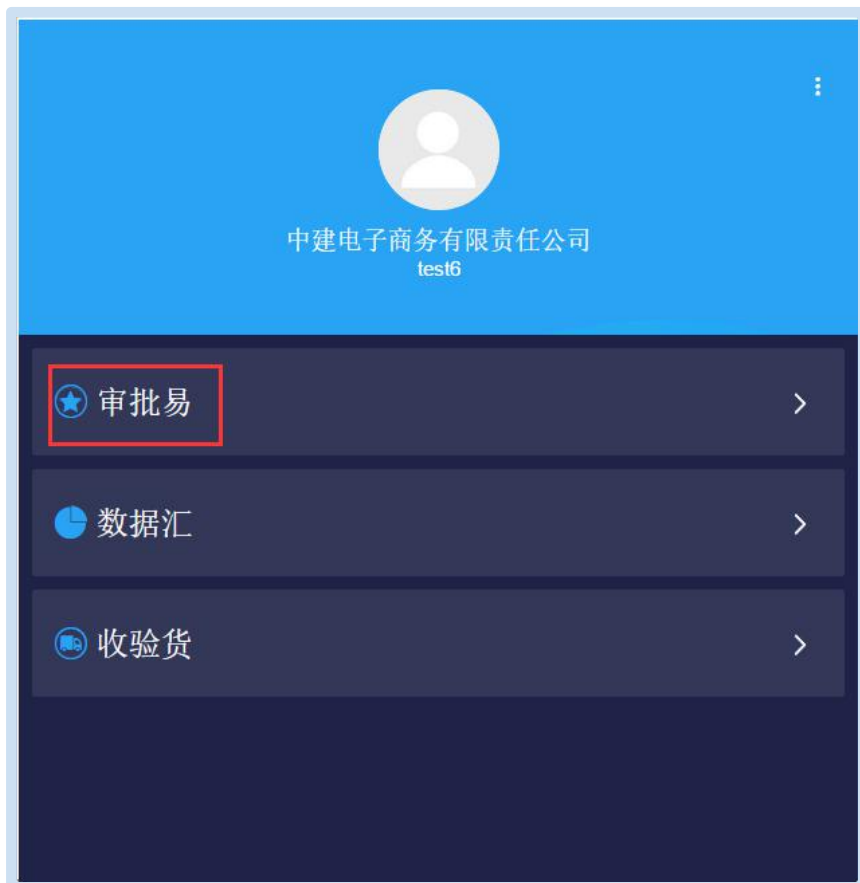 中建电子商务有限责任公司
test6
审批易
数据汇
收验货